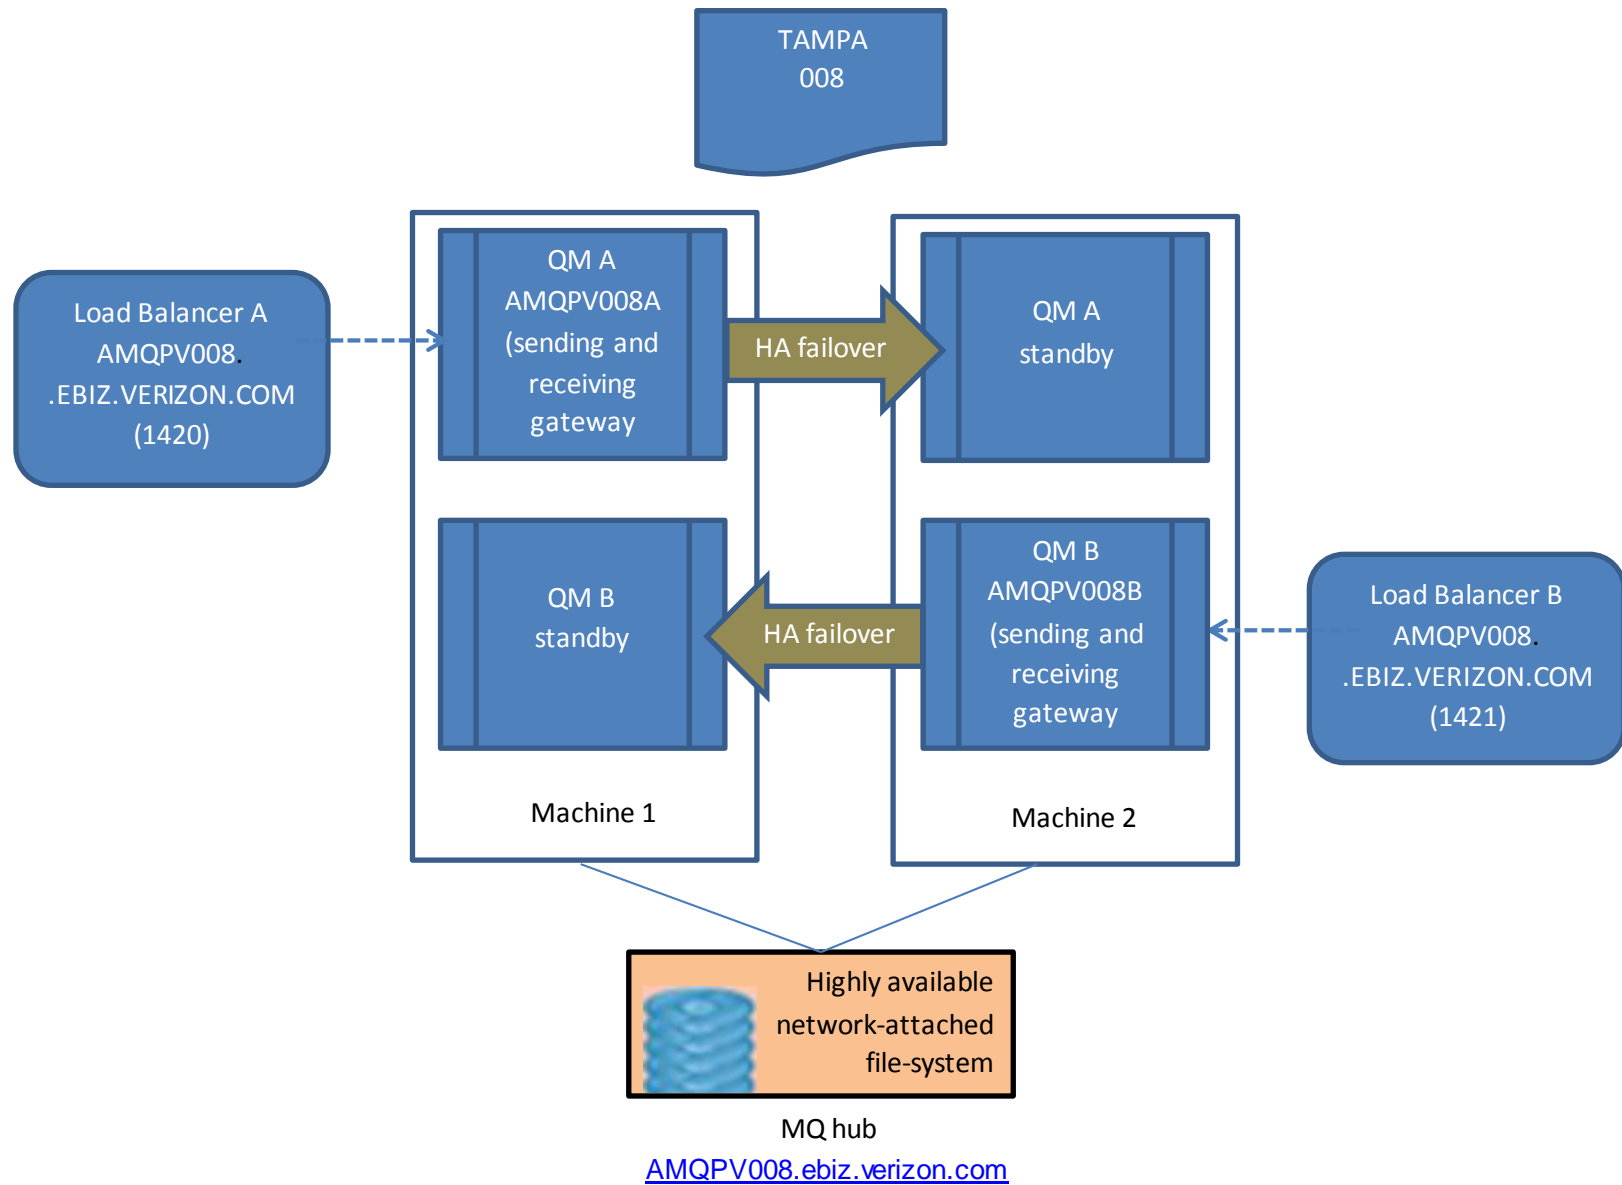 TAMPA
008
Load Balancer A
AMQPV008.
.EBIZ.VERIZON.COM
(1420)
QM A
AMQPV008A
(sending and
receiving
gateway
HA failover
QM A
standby
QM B
standby
HA failover
QM B
AMQPV008B
(sending and
receiving
gateway
Load Balancer B
AMQPV008.
.EBIZ.VERIZON.COM
(1421)
Machine 1
Machine 2
Highly available
network-attached
file-system
MQ hub
AMQPV008.ebiz.verizon.com